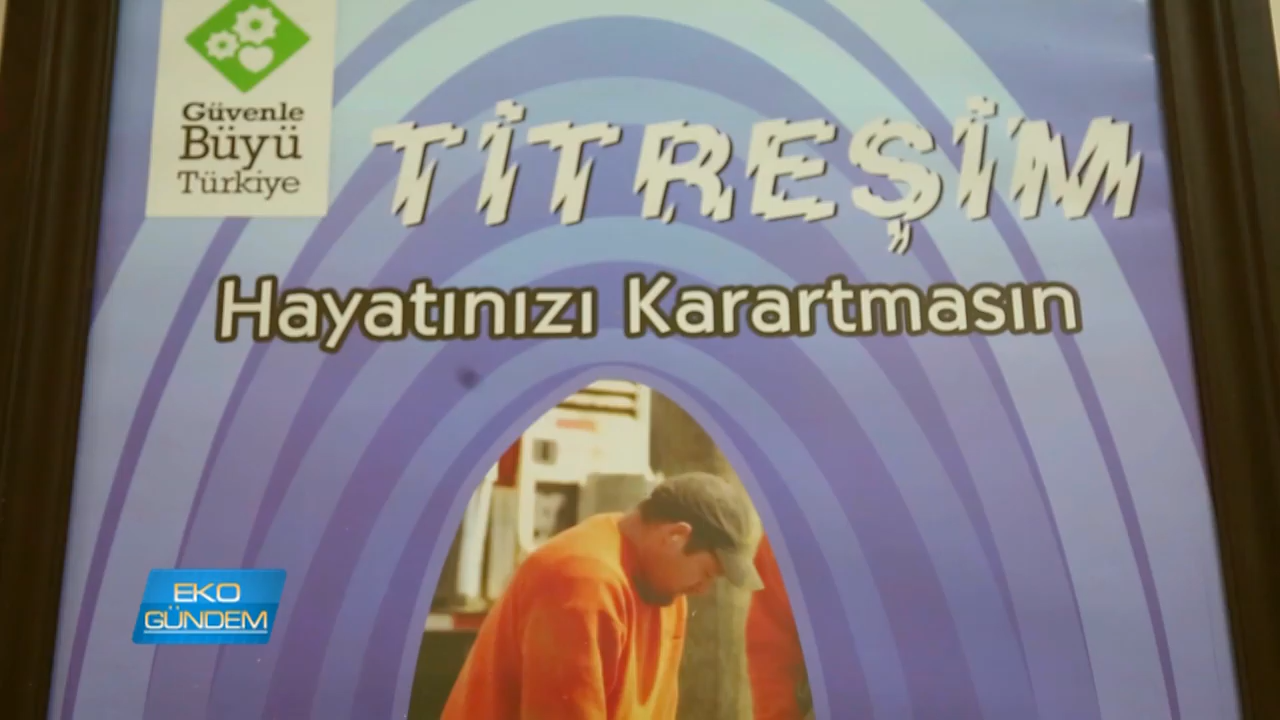 Güvenle
Büyü
Türkiye
TİTREŞİM
Hayatınızı Karartmasın
EKO
GÜNDEM